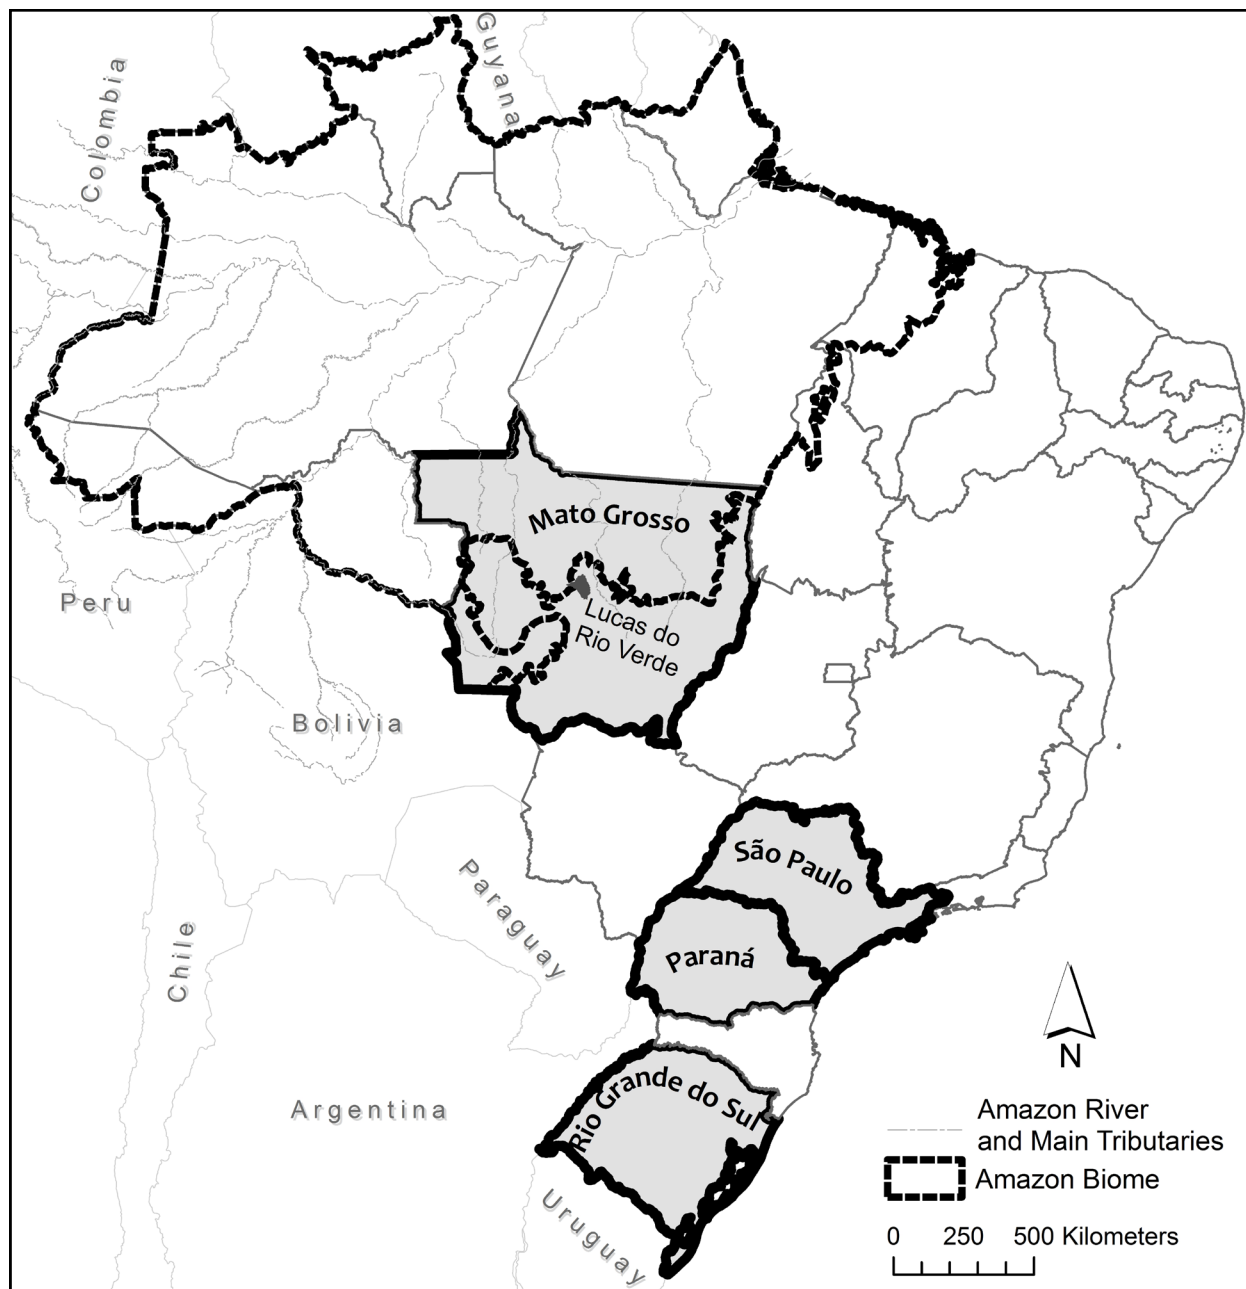 Guyana
Colombia
Mato Grosso
Lucas do
Rio Verde
Peru
Bolivia
São Paulo
Paraguay
Paraná
Chile
N
Rio Grande do Sul
Argentina
Amazon River
and Main Tributaries
Amazon Biome
Uruguay
0 250 500 Kilometers